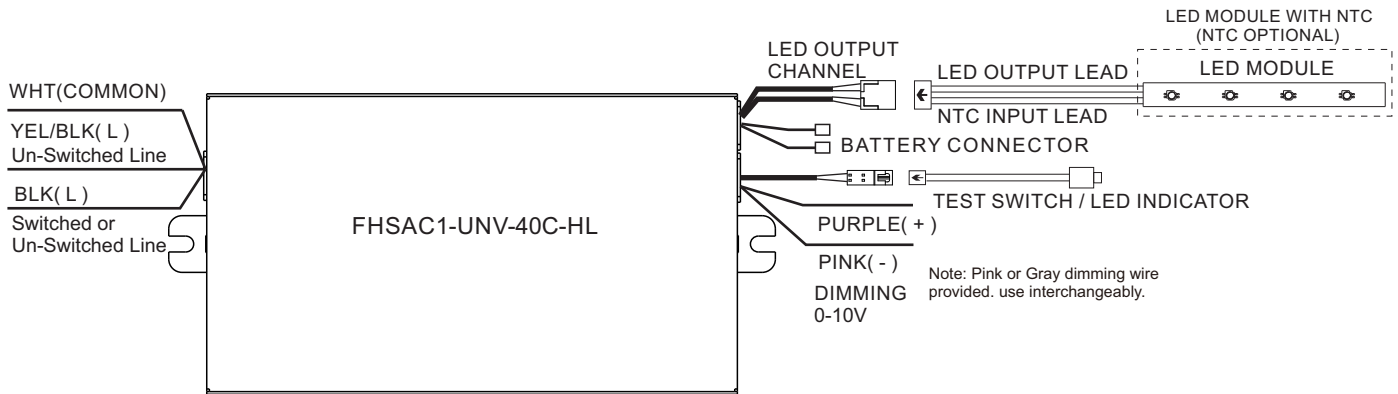 LED MODULE WITH NTC
(NTC OPTIONAL)
LED OUTPUT
CHANNEL
LED OUTPUT LEAD
LED MODULE
WHT(COMMON)
NTC INPUT LEAD
YEL/BLK( L )
Un-Switched Line
BATTERY CONNECTOR
BLK( L )
TEST SWITCH / LED INDICATOR
Switched or
Un-Switched Line
FHSAC1-UNV-40C-HL
PURPLE( + )
PINK( - )
Note: Pink or Gray dimming wire
provided. use interchangeably.
DIMMING
0-10V